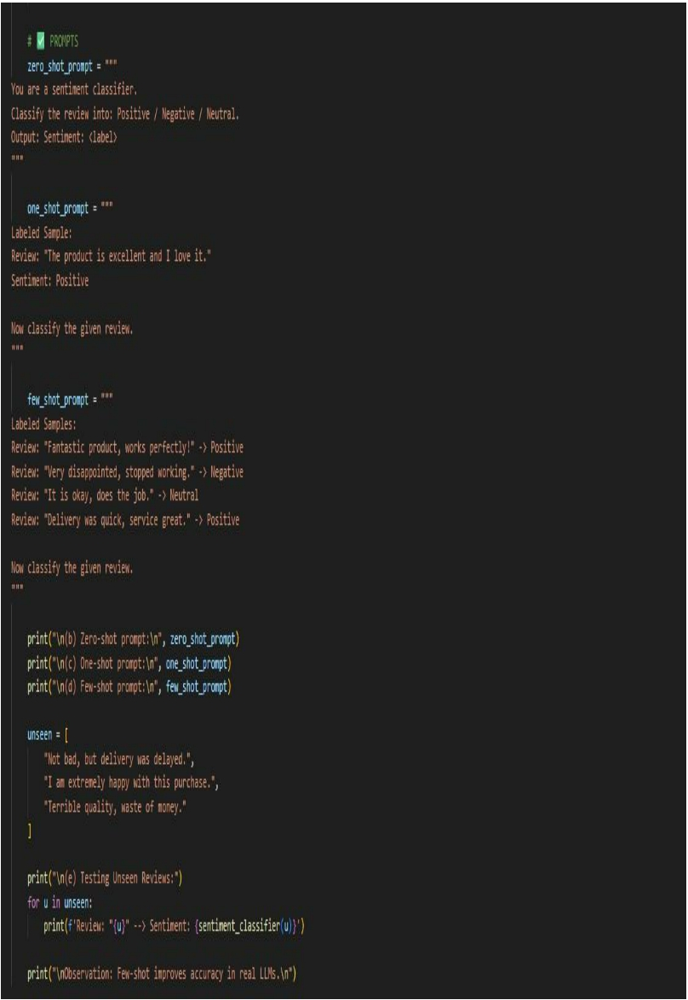 # ✅ PROMPTS
zero_shot_prompt = """
You are a sentiment classifier.
Classify the review into: Positive / Negative / Neutral.
Output: Sentiment: <label>
"""
one_shot_prompt = """
Labeled Sample:
Review: "The product is excellent and I love it."
Sentiment: Positive
Now classify the given review.
"""
few_shot_prompt = """
Labeled Samples:
Review: "Fantastic product, works perfectly!" -> Positive
Review: "Very disappointed, stopped working." -> Negative
Review: "It is okay, does the job." -> Neutral
Review: "Delivery was quick, service great." -> Positive
Now classify the given review.
"""
print("\n(b) Zero-shot prompt:\n", zero_shot_prompt)
print("\n(c) One-shot prompt:\n", one_shot_prompt)
print("\n(d) Few-shot prompt:\n", few_shot_prompt)
unseen = [
"Not bad, but delivery was delayed.",
"I am extremely happy with this purchase.",
"Terrible quality, waste of money."
]
print("\n(e) Testing Unseen Reviews:")
for u in unseen:
print(f'Review: "{u}" --> Sentiment: {sentiment_classifier(u)}')
print("\nObservation: Few-shot improves accuracy in real LLMs.\n")